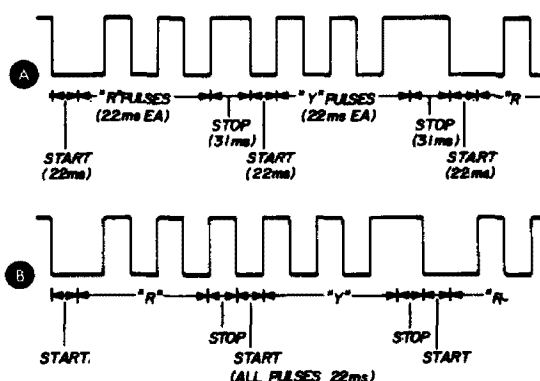 A
"R" PULSES "Y" PULSES "R
(22ms EA) STOP (22ms EA) STOP
(31ms) (31ms)
START START START
(22ms) (22ms) (22ms)
B
"R" "Y" "R~
STOP STOP
START. START START
(ALL PULSES 22ms)